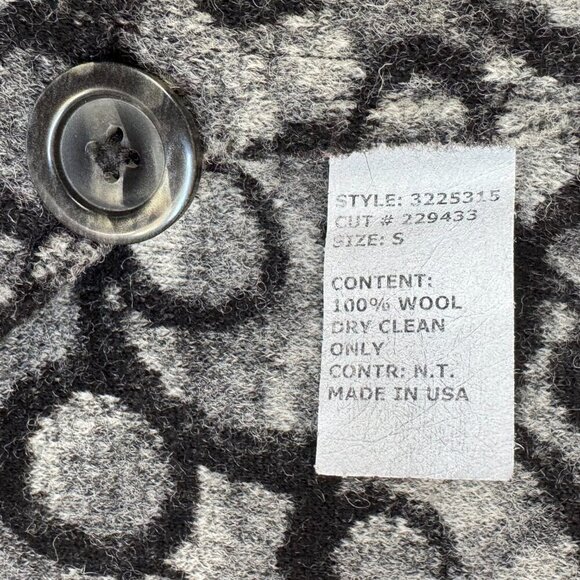 STYLE: 3225315
CUT # 229433
SIZE: S
CONTENT:
100% WOOL
DRY CLEAN
ONLY
CONTR: N.T.
MADE IN USA